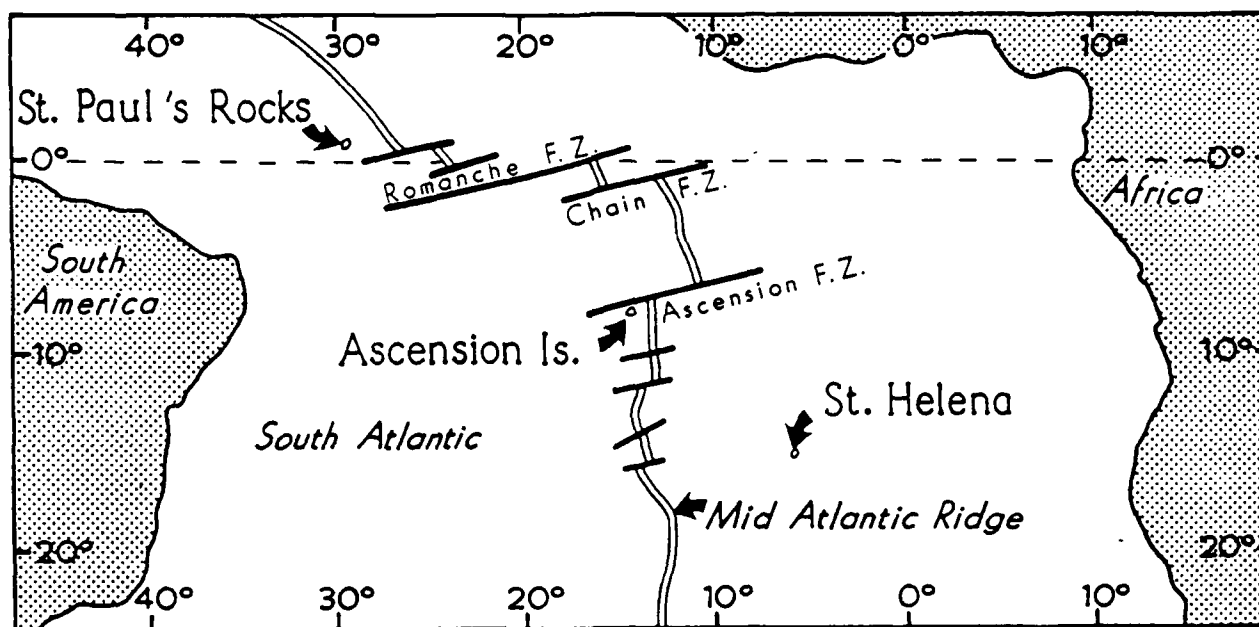 40° 30° 20° 10° 0° 10°
St. Paul's Rocks
0° 0°
Romanche F.Z.
Chain F.Z.
Africa
South
America
Ascension F.Z.
Ascension Is.
10° 10°
St. Helena
South Atlantic
Mid Atlantic Ridge
20° 20°
40° 30° 20° 10° 0° 10°